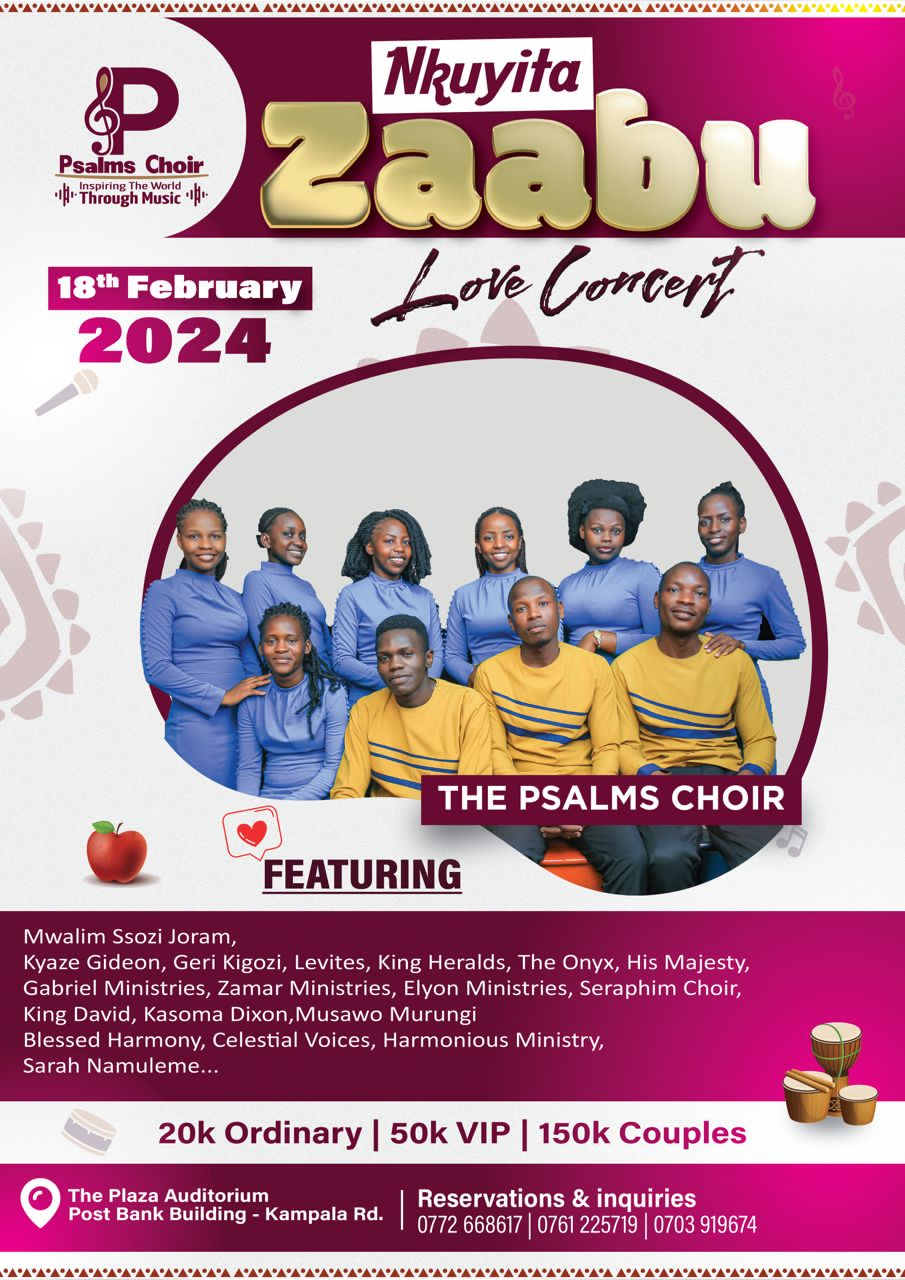 P
Psalms Choir
Inspiring The World
Through Music
Nkuyita
Zaabu
Love Concert
18th February
2024
THE PSALMS CHOIR
FEATURING
Mwalim Ssozi Joram,
Kyaze Gideon, Geri Kigozi, Levites, King Heralds, The Onyx, His Majesty,
Gabriel Ministries, Zamar Ministries, Elyon Ministries, Seraphim Choir,
King David, Kasoma Dixon,Musawo Murungi
Blessed Harmony, Celestial Voices, Harmonious Ministry,
Sarah Namuleme...
20k Ordinary | 50k VIP | 150k Couples
The Plaza Auditorium
Post Bank Building - Kampala Rd.
Reservations & inquiries
0772 668617 | 0761 225719 | 0703 919674